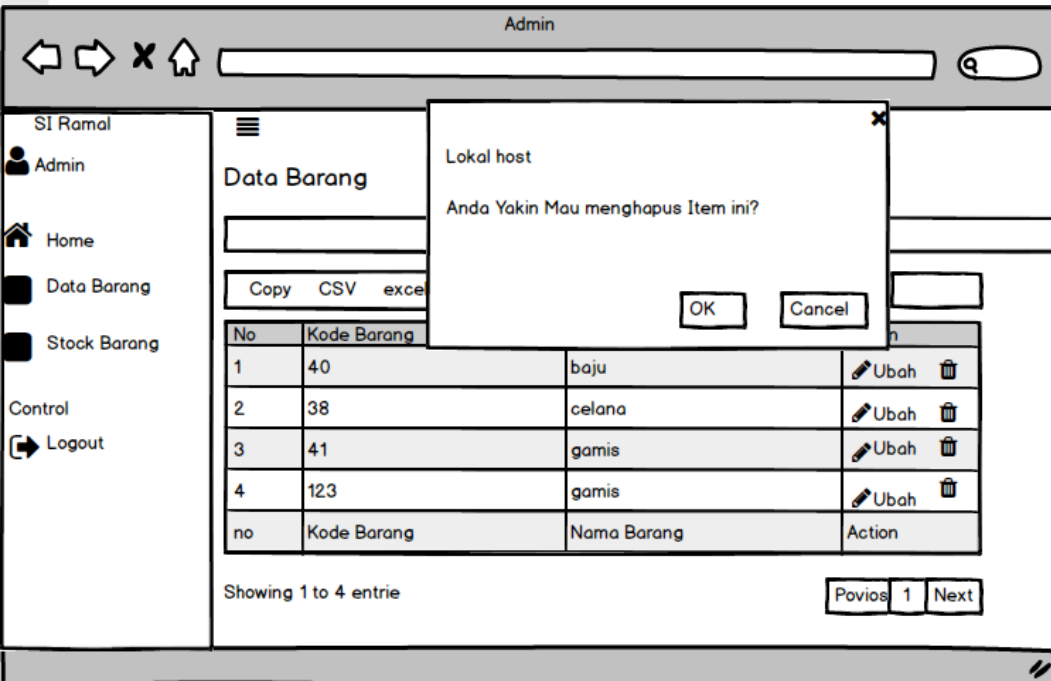 Admin
SI Ramal
Admin
Home
Data Barang
Stock Barang
Control
Logout
Data Barang
Lokal host
Anda Yakin Mau menghapus Item ini?
OK Cancel
Copy CSV excel
No Kode Barang
1 40 baju Ubah
2 38 celana Ubah
3 41 gamis Ubah
4 123 gamis Ubah
no Kode Barang Nama Barang Action
Showing 1 to 4 entrie
Povios 1 Next